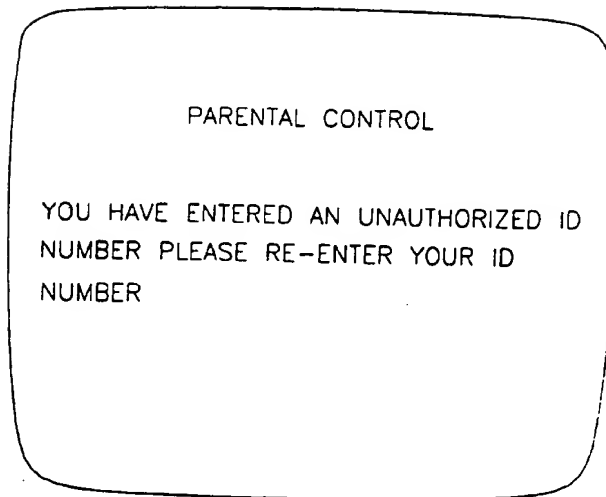 PARENTAL CONTROL
YOU HAVE ENTERED AN UNAUTHORIZED ID
NUMBER PLEASE RE-ENTER YOUR ID
NUMBER